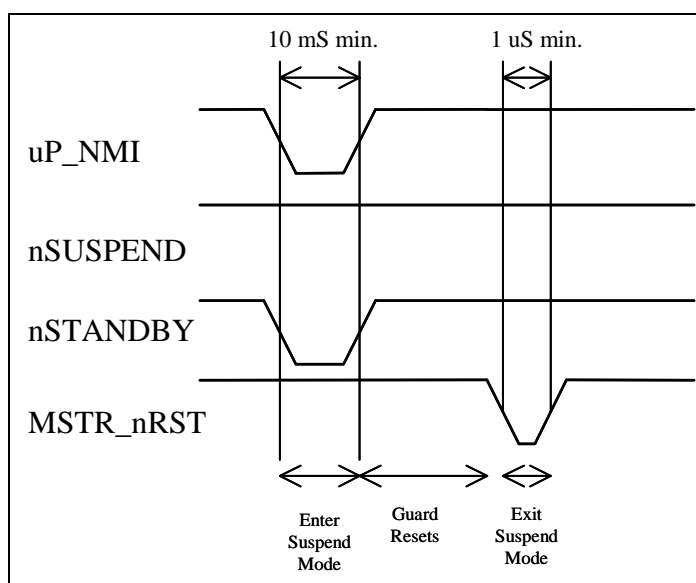 10 mS min.
1 uS min.
uP_NMI
nSUSPEND
nSTANDBY
MSTR_nRST
Enter
Suspend
Mode
Guard
Resets
Exit
Suspend
Mode